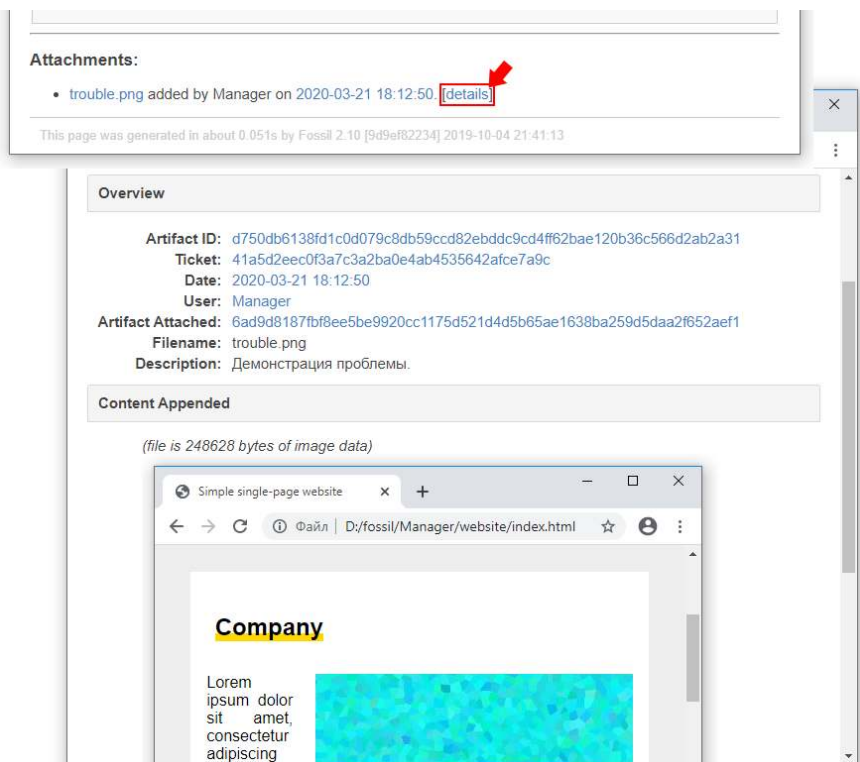 Attachments:
• trouble.png added by Manager on 2020-03-21 18:12:50. [details]
This page was generated in about 0.051s by Fossil 2.10 [9d9ef82234] 2019-10-04 21:41:13
Overview
Artifact ID: d750db6138fd1c0d079c8db59ccd82ebddc9cd4ff62bae120b36c566d2ab2a31
Ticket: 41a5d2eec0f3a7c3a2ba0e4ab4535642afce7a9c
Date: 2020-03-21 18:12:50
User: Manager
Artifact Attached: 6ad9d8187fbf8ee5be9920cc1175d521d4d5b65ae1638ba259d5daa2f652aef1
Filename: trouble.png
Description: Демонстрация проблемы.
Content Appended
(file is 248628 bytes of image data)
Simple single-page website
Файл | D:/fossil/Manager/website/index.html
Company
Lorem
ipsum dolor
sit amet,
consectetur
adipiscing